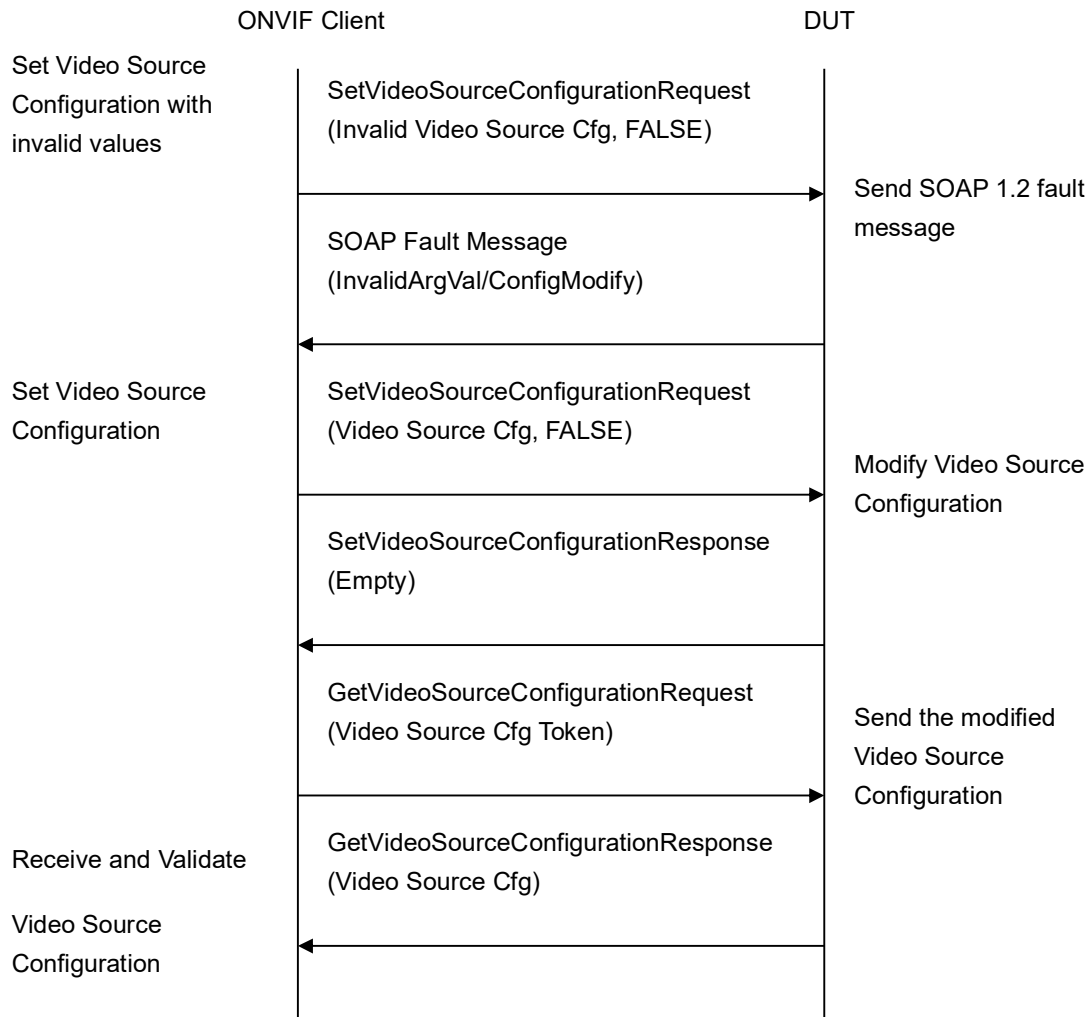 ONVIF Client
DUT
Set Video Source
Configuration with
invalid values
SetVideoSourceConfigurationRequest
(Invalid Video Source Cfg, FALSE)
Send SOAP 1.2 fault
message
SOAP Fault Message
(InvalidArgVal/ConfigModify)
Set Video Source
Configuration
SetVideoSourceConfigurationRequest
(Video Source Cfg, FALSE)
Modify Video Source
Configuration
SetVideoSourceConfigurationResponse
(Empty)
GetVideoSourceConfigurationRequest
(Video Source Cfg Token)
Send the modified
Video Source
Configuration
GetVideoSourceConfigurationResponse
(Video Source Cfg)
Receive and Validate
Video Source
Configuration